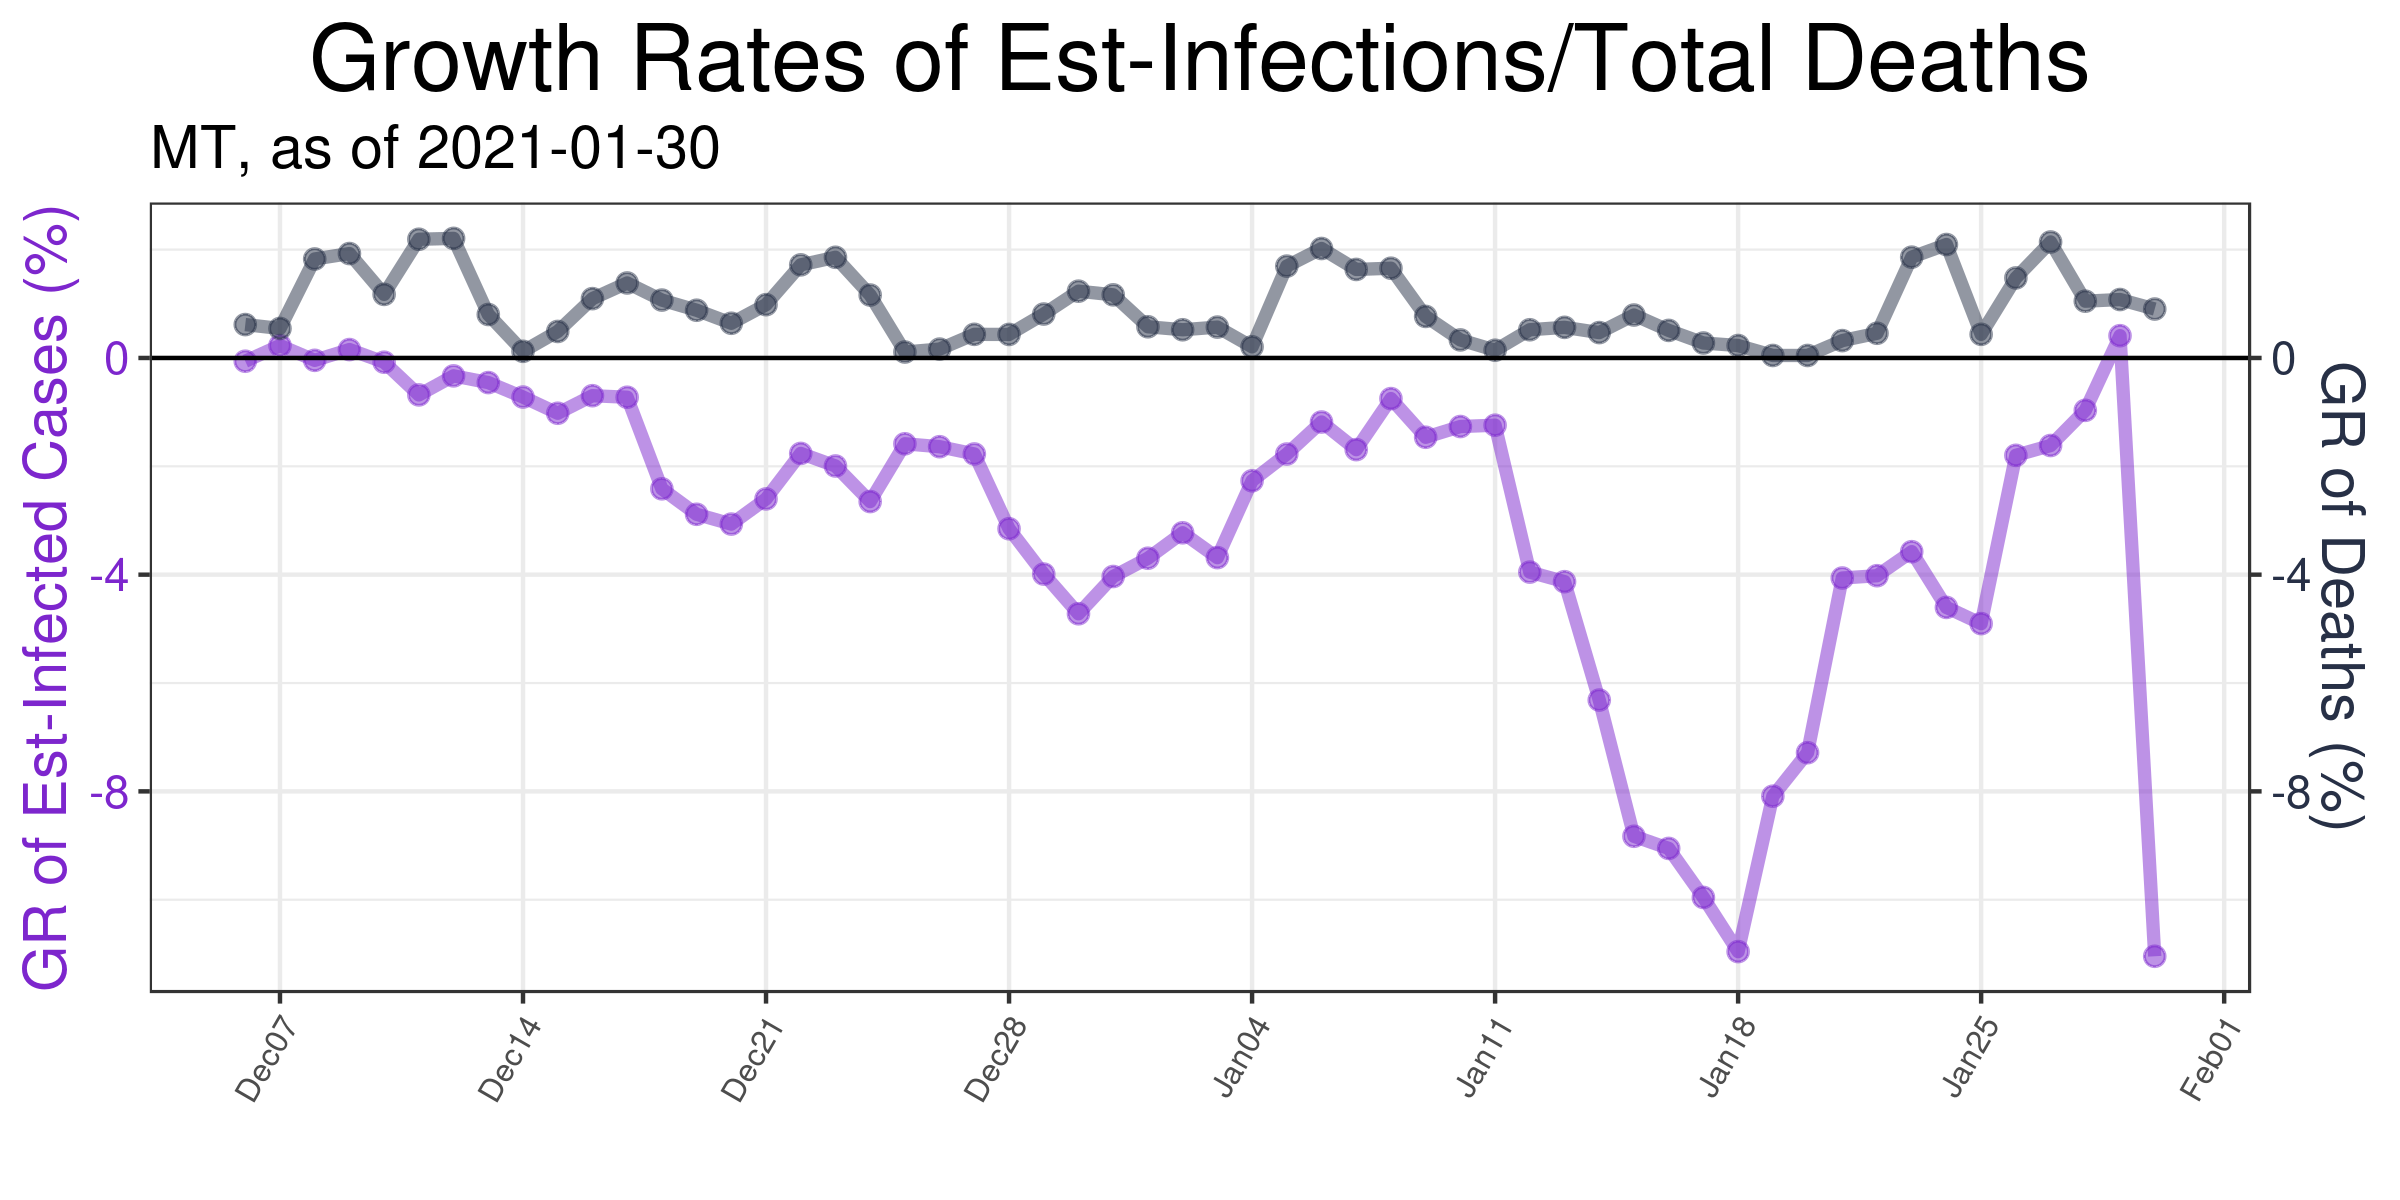 Growth Rates of Est-Infections/Total Deaths
MT, as of 2021-01-30
GR of Est-Infected Cases (%)
0
-4
-8
0
-4
-8
GR of Deaths (%)
Dec07
Dec14
Dec21
Dec28
Jan04
Jan11
Jan18
Jan25
Feb01